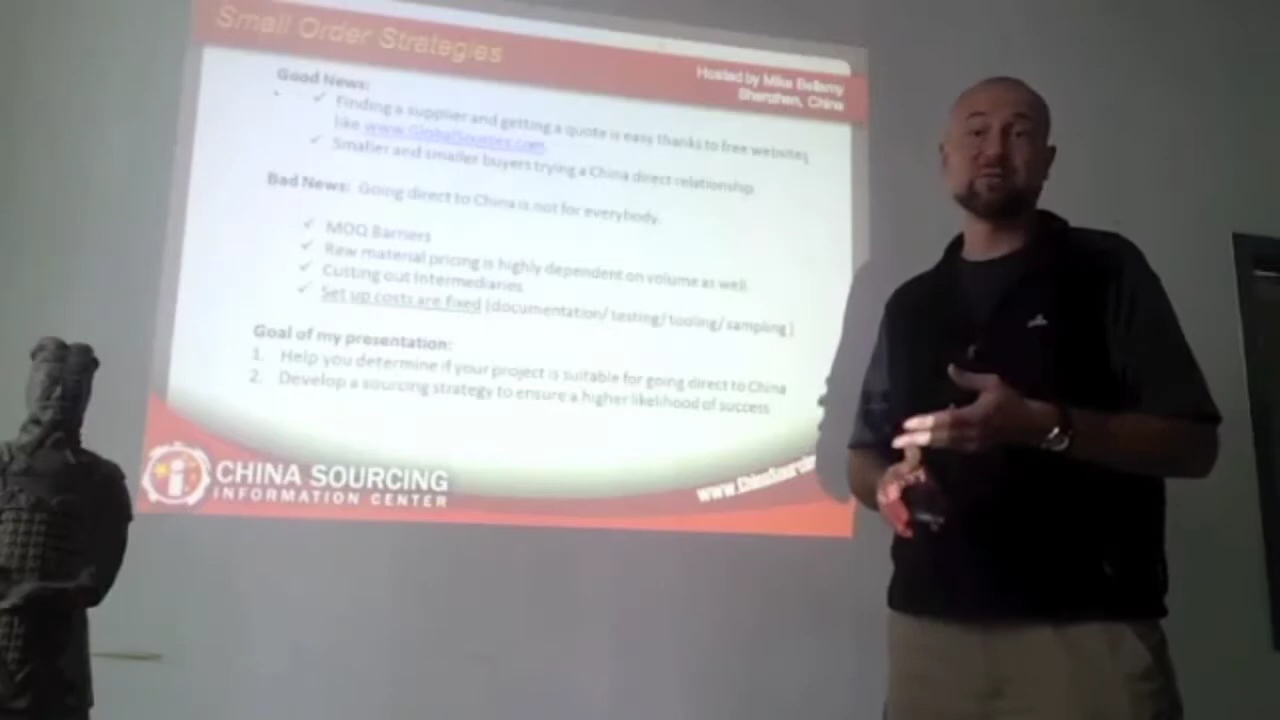 Small Order Strategies
Hosted by Mike Bellamy
Shenzhen, China
Good News:
✓ Finding a supplier and getting a quote is easy thanks to free websites
like www.GlobalSources.com.
✓ Smaller and smaller buyers trying a China direct relationship
Bad News: Going direct to China is not for everybody.
✓ MOQ Barriers
✓ Raw material pricing is highly dependent on volume as well.
✓ Cutting out Intermediaries
✓ Set up costs are fixed (documentation/ testing/ tooling/ sampling)
Goal of my presentation:
1. Help you determine if your project is suitable for going direct to China
2. Develop a sourcing strategy to ensure a higher likelihood of success
CHINA SOURCING
INFORMATION CENTER